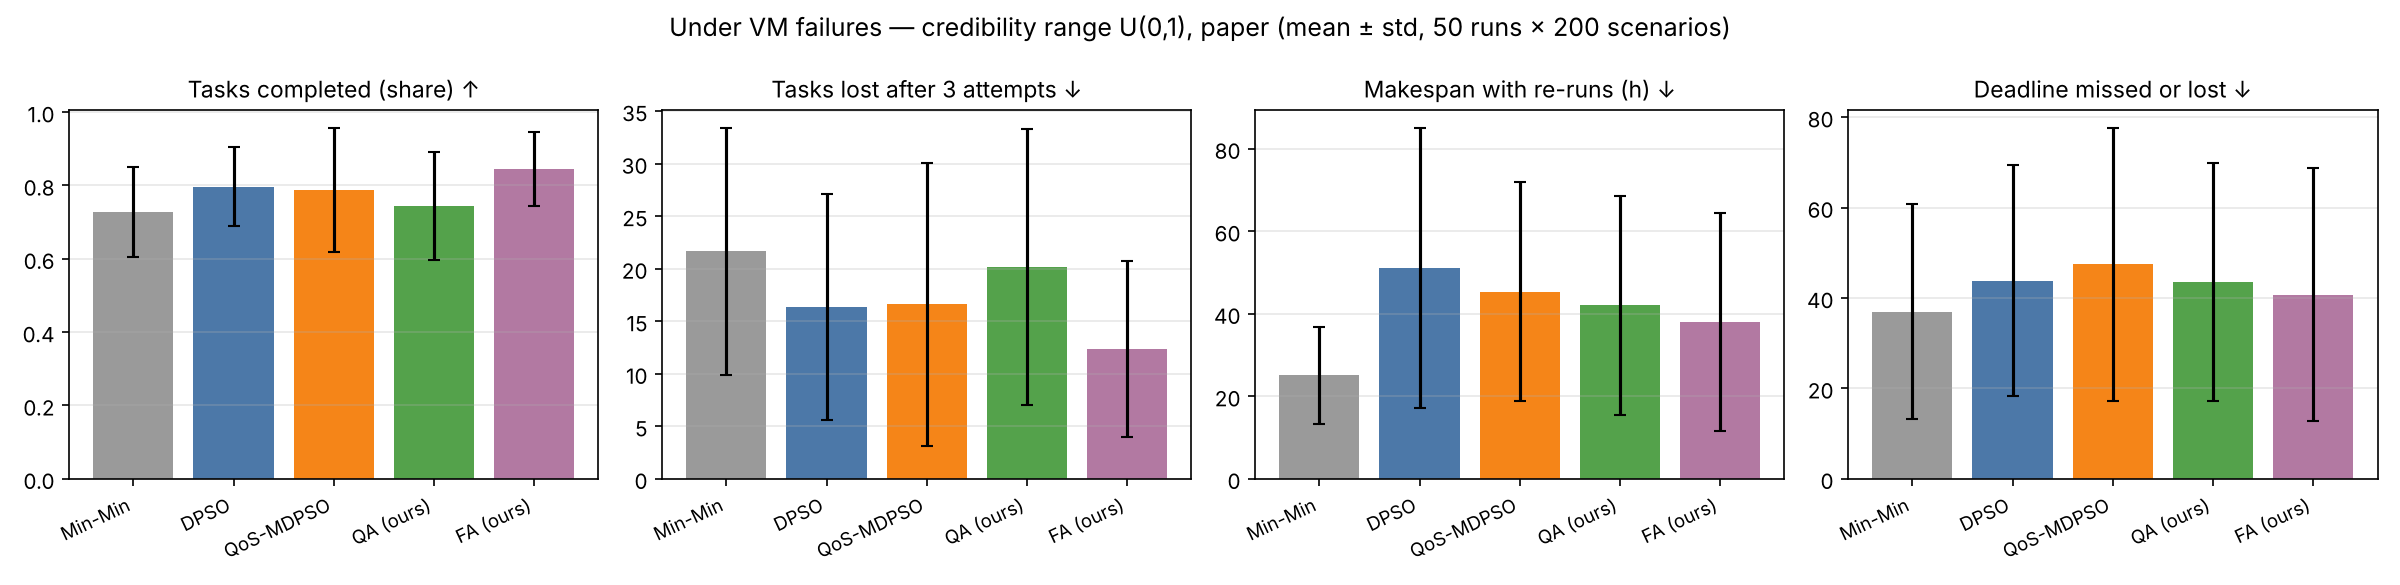 Under VM failures — credibility range U(0,1), paper (mean ± std, 50 runs × 200 scenarios)
Tasks completed (share) ↑
1.0
0.8
0.6
0.4
0.2
0.0
Min–Min
DPSO
QoS–MDPSO
QA (ours)
FA (ours)
Tasks lost after 3 attempts ↓
35
30
25
20
15
10
5
0
Min–Min
DPSO
QoS–MDPSO
QA (ours)
FA (ours)
Makespan with re-runs (h) ↓
80
60
40
20
0
Min–Min
DPSO
QoS–MDPSO
QA (ours)
FA (ours)
Deadline missed or lost ↓
80
60
40
20
0
Min–Min
DPSO
QoS–MDPSO
QA (ours)
FA (ours)